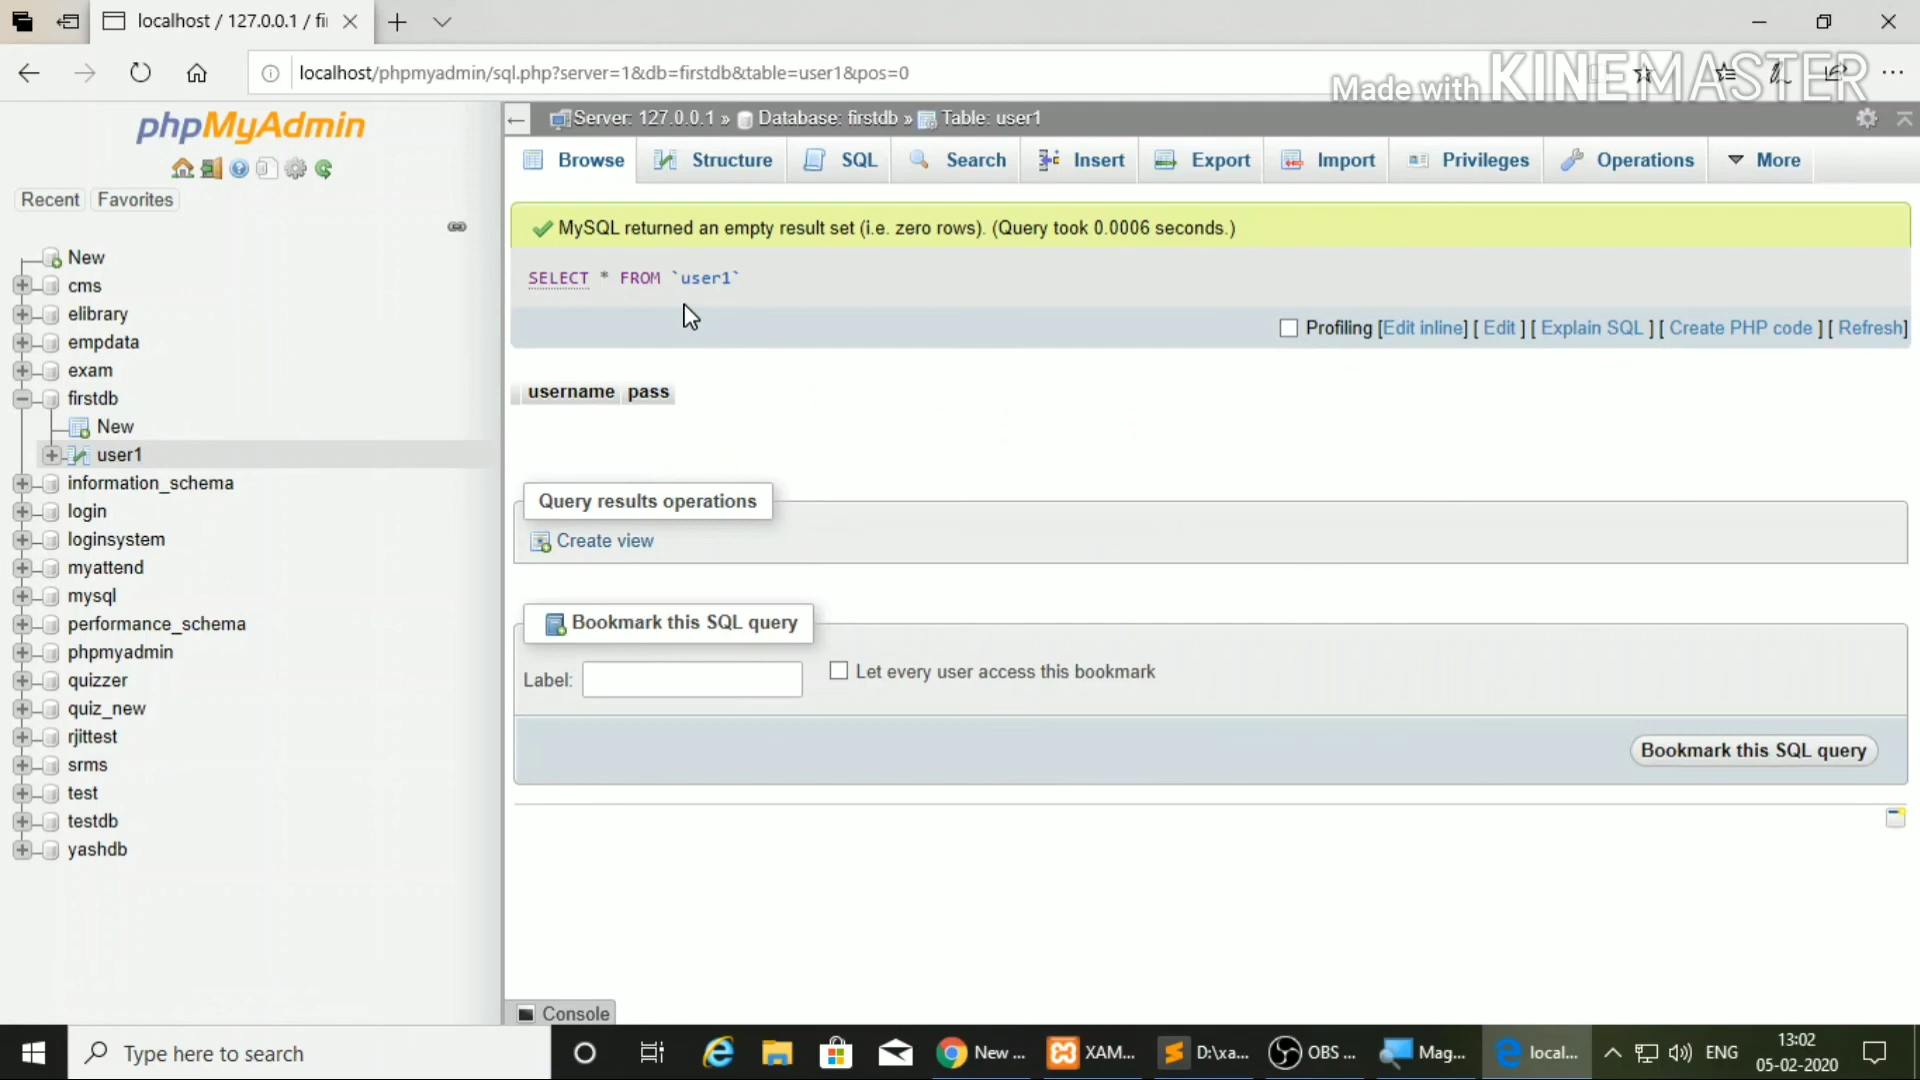 localhost / 127.0.0.1 / fi
localhost/phpmyadmin/sql.php?server=1&db=firstdb&table=user1&pos=0
Made with KINEMASTER
phpMyAdmin
Recent Favorites
New
cms
elibrary
empdata
exam
firstdb
New
user1
information_schema
login
loginsystem
myattend
mysql
performance_schema
phpmyadmin
quizzer
quiz_new
rjittest
srms
test
testdb
yashdb
Server: 127.0.0.1 » Database: firstdb » Table: user1
Browse Structure SQL Search Insert Export Import Privileges Operations More
MySQL returned an empty result set (i.e. zero rows). (Query took 0.0006 seconds.)
SELECT * FROM `user1`
Profiling [Edit inline] [ Edit ] [ Explain SQL ] [ Create PHP code ] [ Refresh]
username pass
Query results operations
Create view
Bookmark this SQL query
Label: Let every user access this bookmark
Bookmark this SQL query
Console
Type here to search
New ... XAM... D:\xa... OBS ... Mag... local... ENG
13:02
05-02-2020